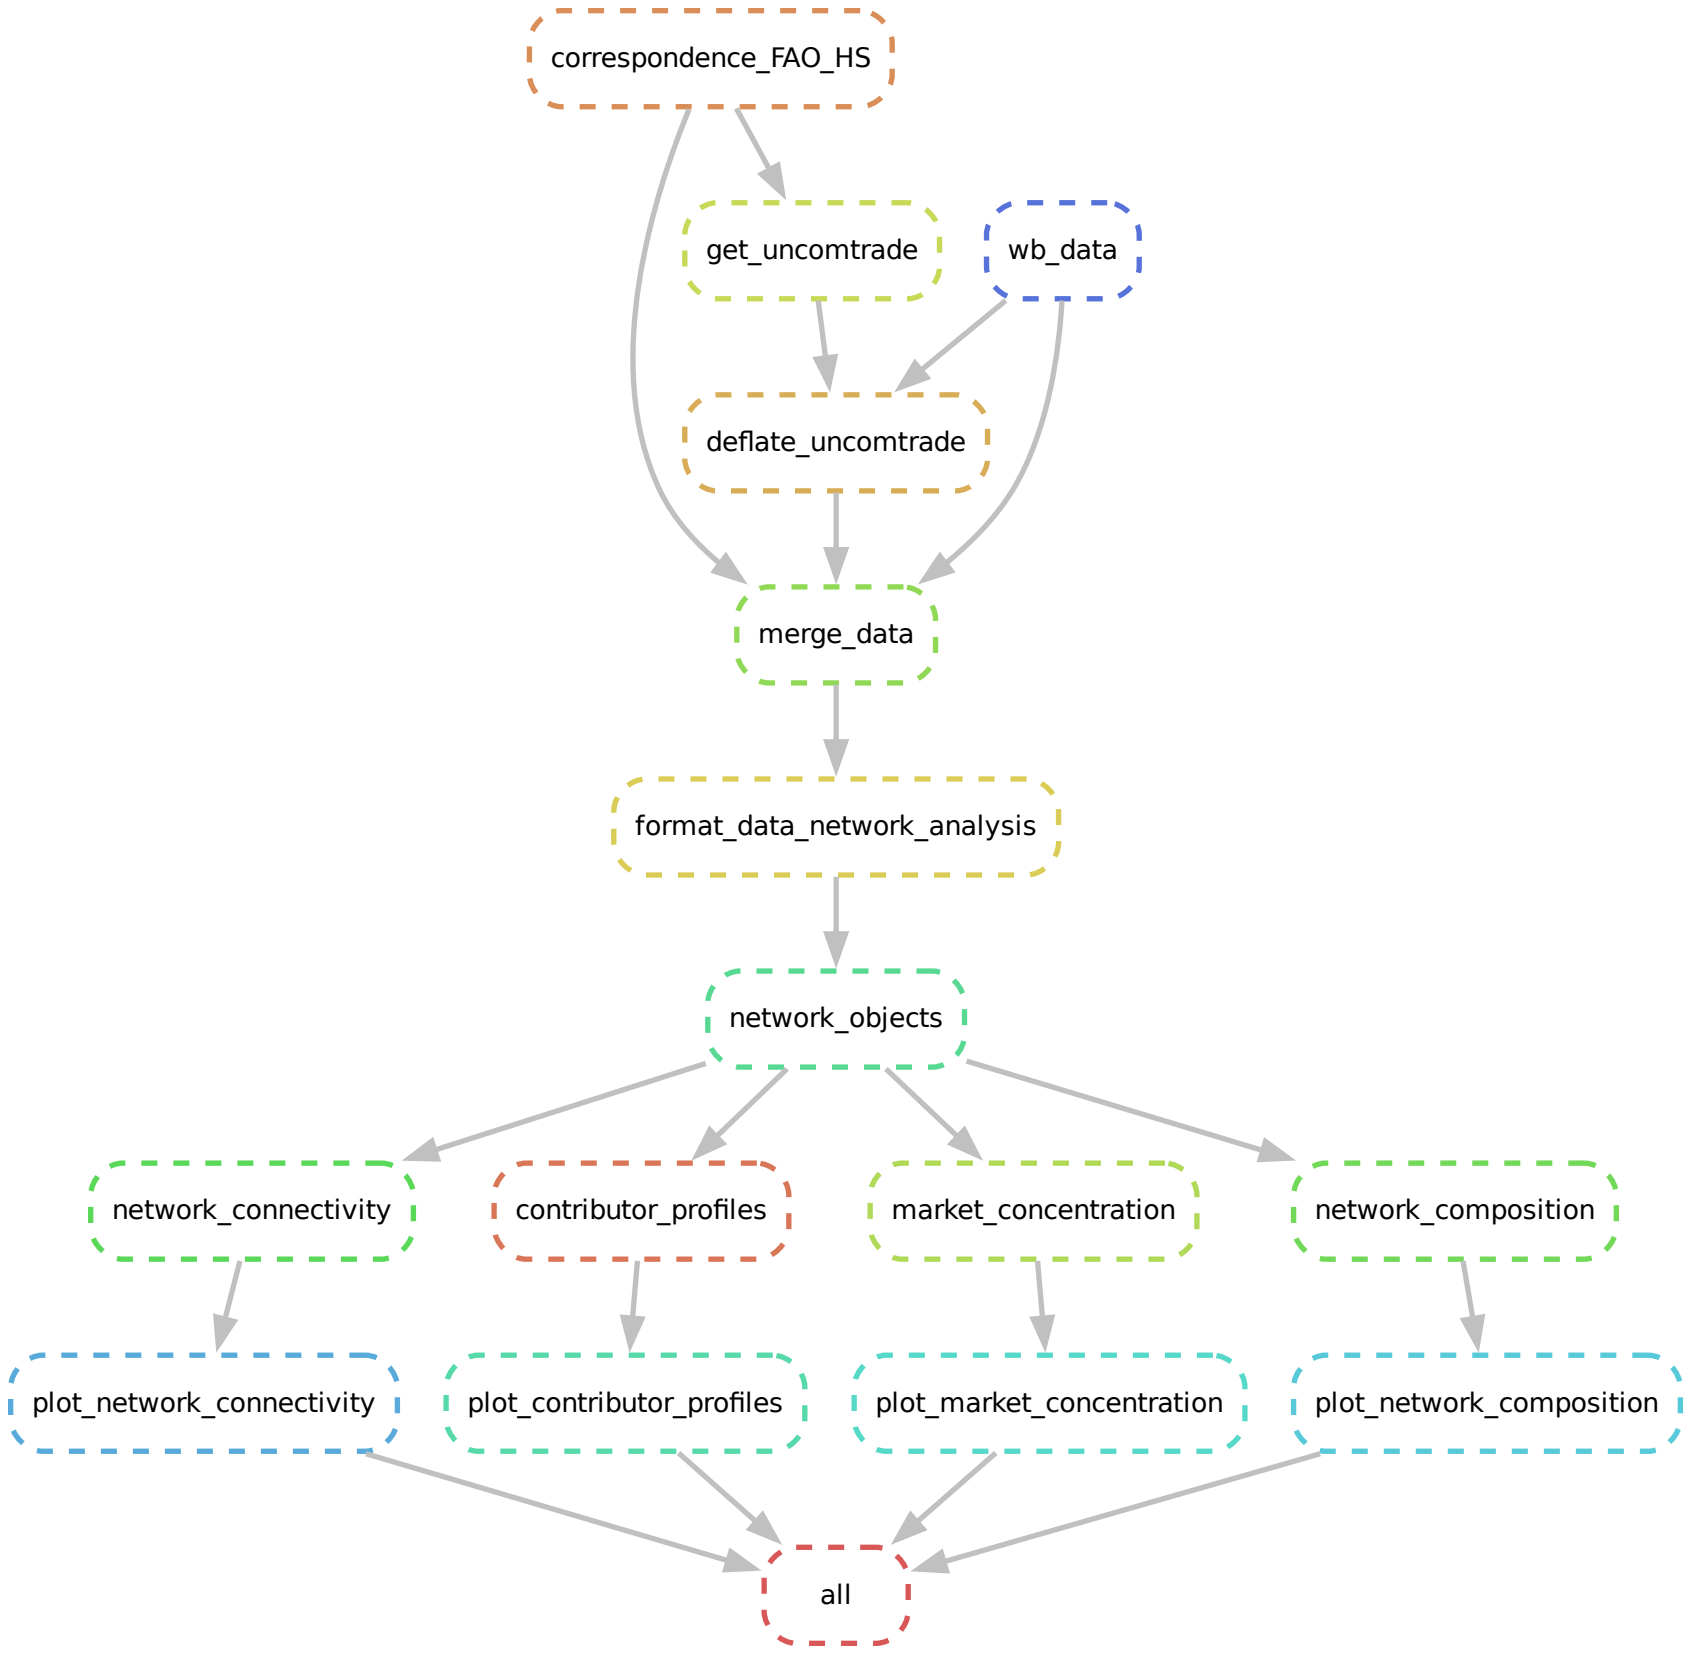 correspondence_FAO_HS
get_uncomtrade
wb_data
deflate_uncomtrade
merge_data
format_data_network_analysis
network_objects
network_connectivity
contributor_profiles
market_concentration
network_composition
plot_network_connectivity
plot_contributor_profiles
plot_market_concentration
plot_network_composition
all